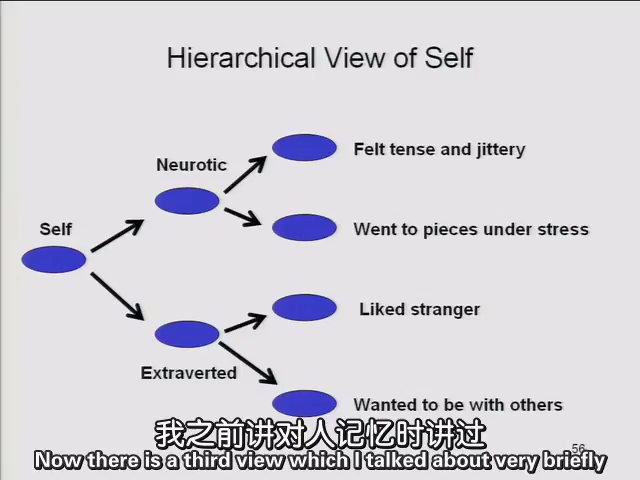 Hierarchical View of Self
Felt tense and jittery
Neurotic
Went to pieces under stress
Self
Liked stranger
Extraverted
Wanted to be with others
我之前讲对人记忆时讲过
56
Now there is a third view which I talked about very briefly